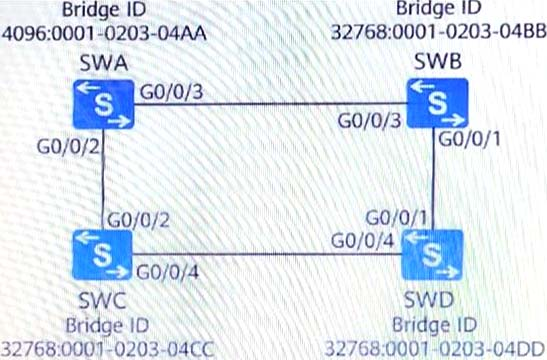 Bridge ID
4096:0001-0203-04AA
SWA
Bridge ID
32768:0001-0203-04BB
SWB
S
G0/0/3
G0/0/3
S
G0/0/2
G0/0/1
G0/0/2
G0/0/1
S
G0/0/4
G0/0/4
S
SWC
Bridge ID
32768:0001-0203-04CC
SWD
Bridge ID
32768:0001-0203-04DD